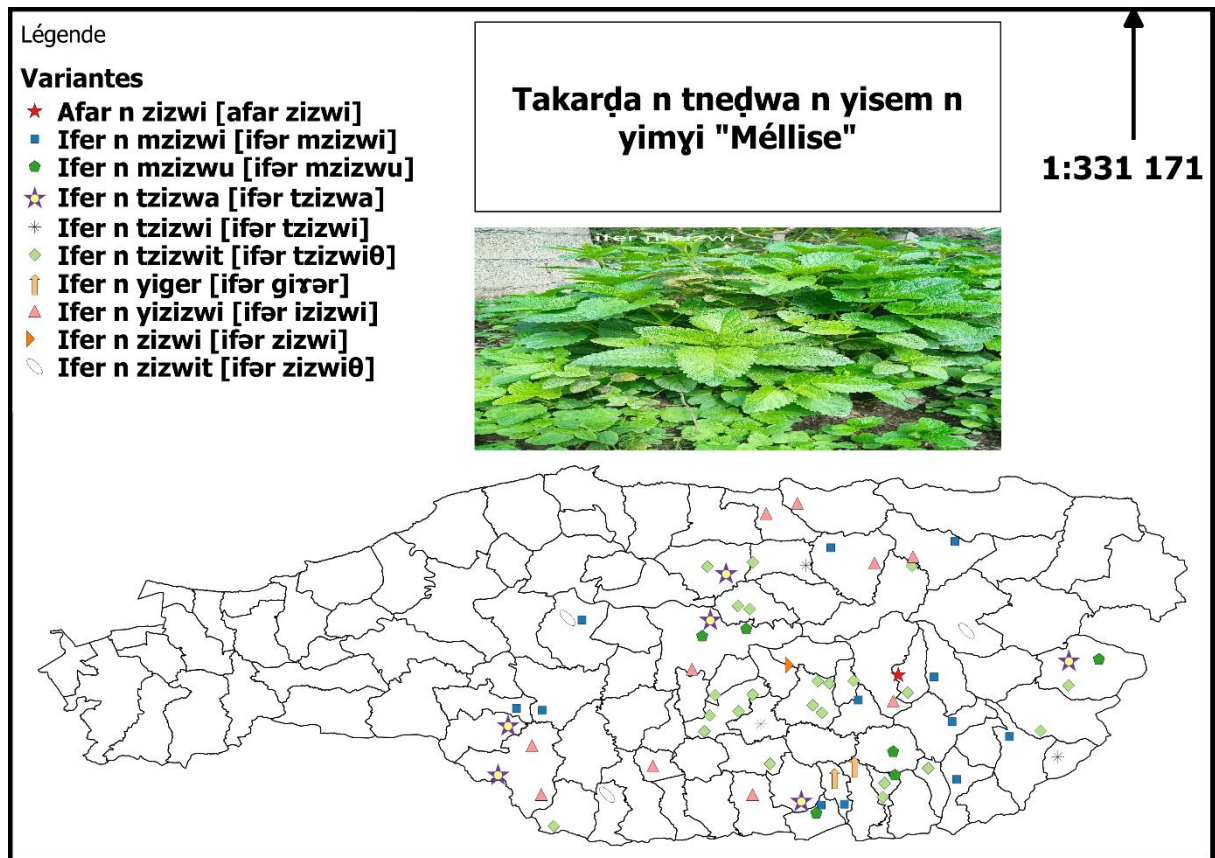 Légende
Variantes
Afar n zizwi [afar zizwi]
Ifer n mzizwi [ifər mzizwi]
Ifer n mzizwu [ifər mzizwu]
Ifer n tzizwa [ifər tzizwa]
Ifer n tzizwi [ifər tzizwi]
Ifer n tzizwit [ifər tzizwiθ]
Ifer n yiger [ifər giɤər]
Ifer n yizizwi [ifər izizwi]
Ifer n zizwi [ifər zizwi]
Ifer n zizwit [ifər zizwiθ]
Takarḍa n tneḍwa n yisem n
yimɣi "Méllise"
1:331 171